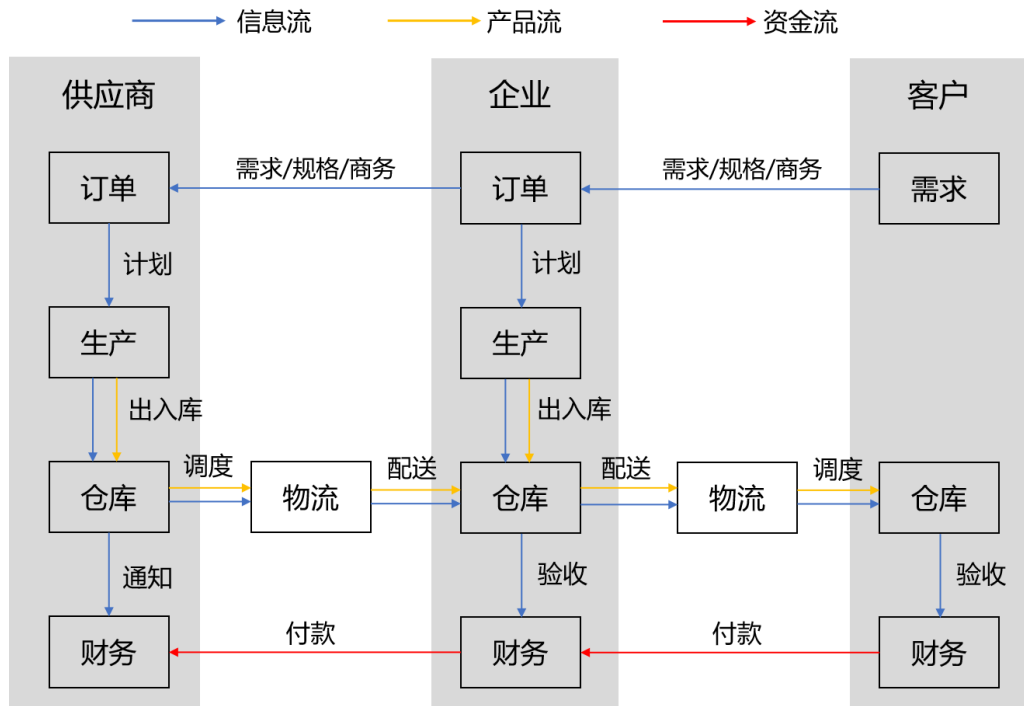 信息流 产品流 资金流
供应商 企业 客户
需求/规格/商务 需求/规格/商务
订单 订单 需求
计划 计划
生产 生产
出入库 出入库
调度 配送 配送 调度
仓库 物流 仓库 物流 仓库
通知 验收 验收
付款 付款
财务 财务 财务